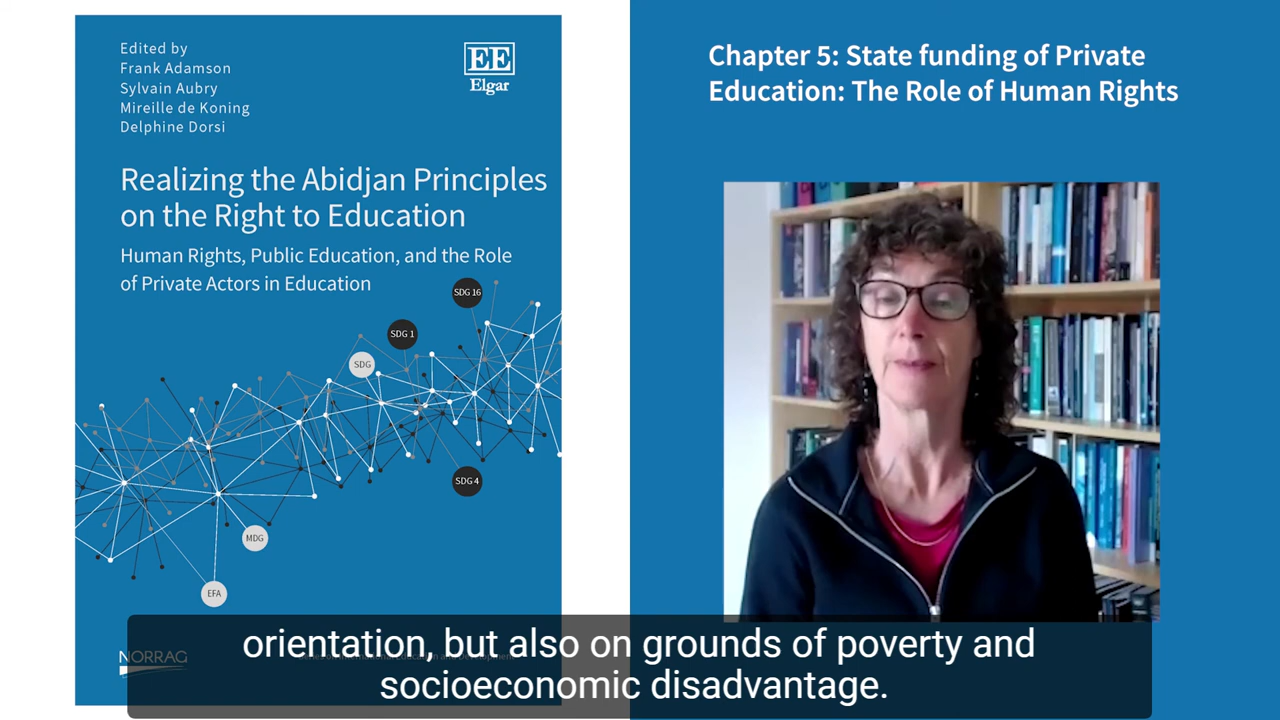 Edited by
Frank Adamson
Sylvain Aubry
Mireille de Koning
Delphine Dorsi
EE
Elgar
Realizing the Abidjan Principles
on the Right to Education
Human Rights, Public Education, and the Role
of Private Actors in Education
SDG 16
SDG 1
SDG
SDG 4
MDG
EFA
NORRAG
Chapter 5: State funding of Private
Education: The Role of Human Rights
orientation, but also on grounds of poverty and
socioeconomic disadvantage.